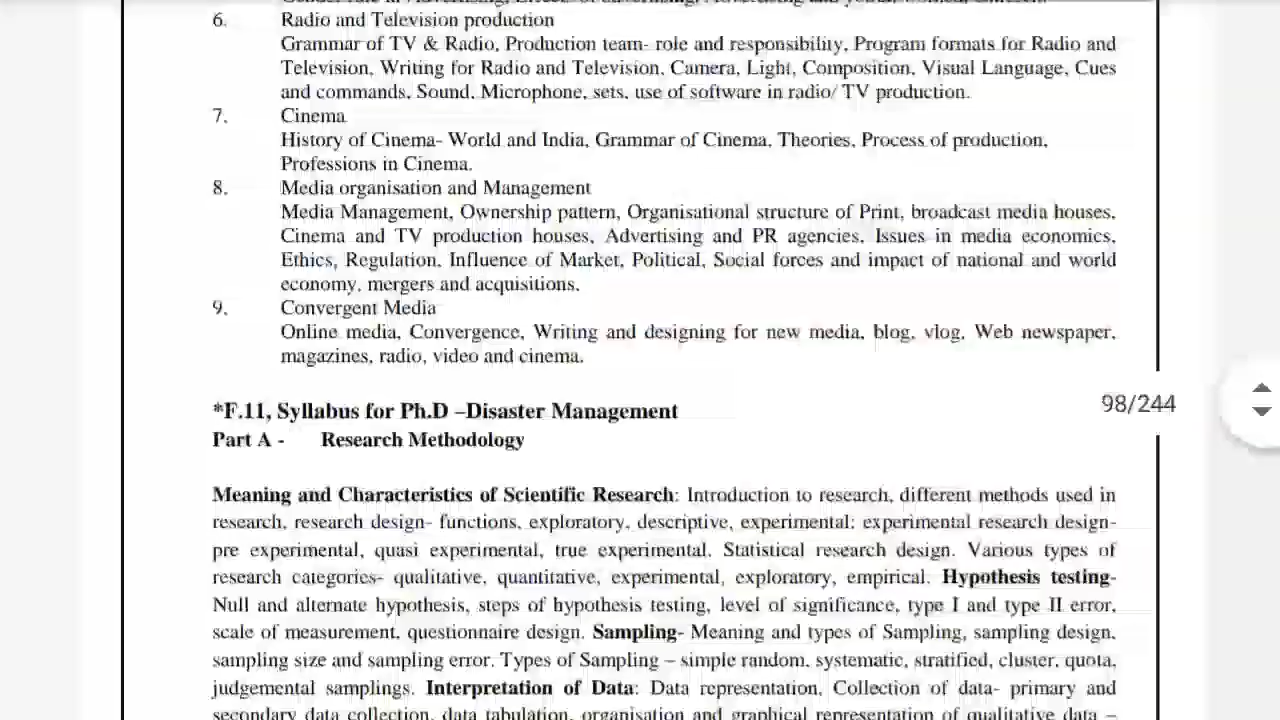 6. Radio and Television production
Grammar of TV & Radio, Production team- role and responsibility, Program formats for Radio and
Television, Writing for Radio and Television, Camera, Light, Composition, Visual Language, Cues
and commands, Sound, Microphone, sets, use of software in radio/ TV production.
7. Cinema
History of Cinema- World and India, Grammar of Cinema, Theories, Process of production,
Professions in Cinema.
8. Media organisation and Management
Media Management, Ownership pattern, Organisational structure of Print, broadcast media houses,
Cinema and TV production houses, Advertising and PR agencies, Issues in media economics,
Ethics, Regulation, Influence of Market, Political, Social forces and impact of national and world
economy, mergers and acquisitions.
9. Convergent Media
Online media, Convergence, Writing and designing for new media, blog, vlog, Web newspaper,
magazines, radio, video and cinema.
*F.11, Syllabus for Ph.D –Disaster Management
98/244
Part A - Research Methodology
Meaning and Characteristics of Scientific Research: Introduction to research, different methods used in
research, research design- functions, exploratory, descriptive, experimental: experimental research design-
pre experimental, quasi experimental, true experimental. Statistical research design. Various types of
research categories- qualitative, quantitative, experimental, exploratory, empirical. Hypothesis testing-
Null and alternate hypothesis, steps of hypothesis testing, level of significance, type I and type II error,
scale of measurement, questionnaire design. Sampling- Meaning and types of Sampling, sampling design,
sampling size and sampling error. Types of Sampling – simple random, systematic, stratified, cluster, quota,
judgemental samplings. Interpretation of Data: Data representation, Collection of data- primary and
secondary data collection, data tabulation, organisation and graphical representation of qualitative data –